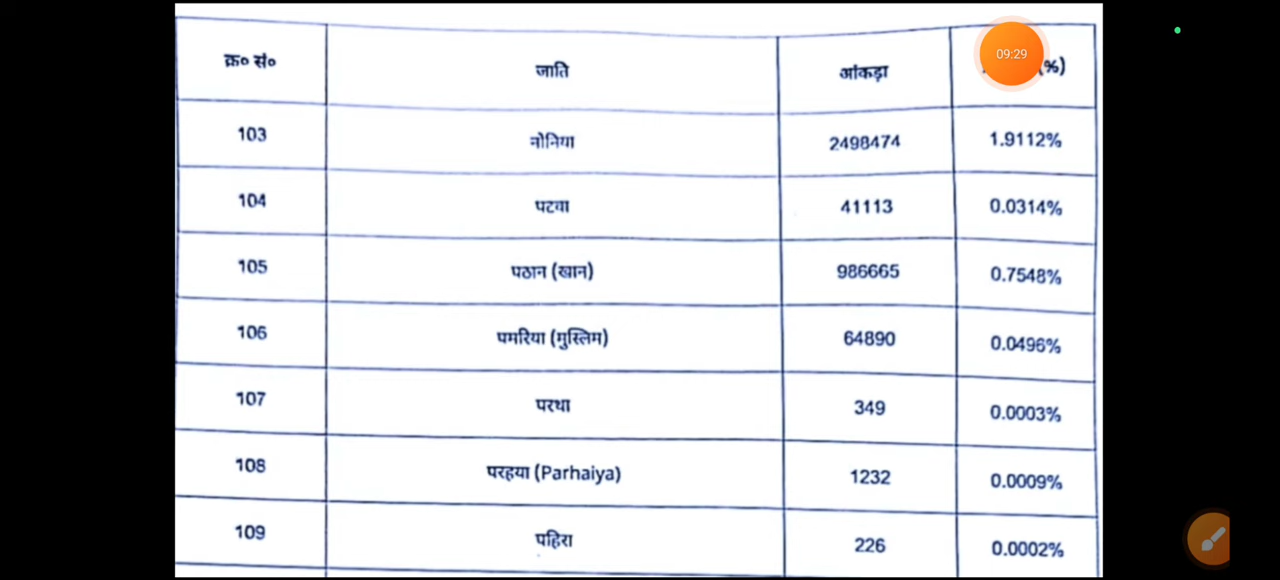 क्र० सं० जाति आंकड़ा (%)
09:29
103 नोनिया 2498474 1.9112%
104 पटवा 41113 0.0314%
105 पठान (खान) 986665 0.7548%
106 पमरिया (मुस्लिम) 64890 0.0496%
107 परथा 349 0.0003%
108 परहया (Parhaiya) 1232 0.0009%
109 पहिरा 226 0.0002%